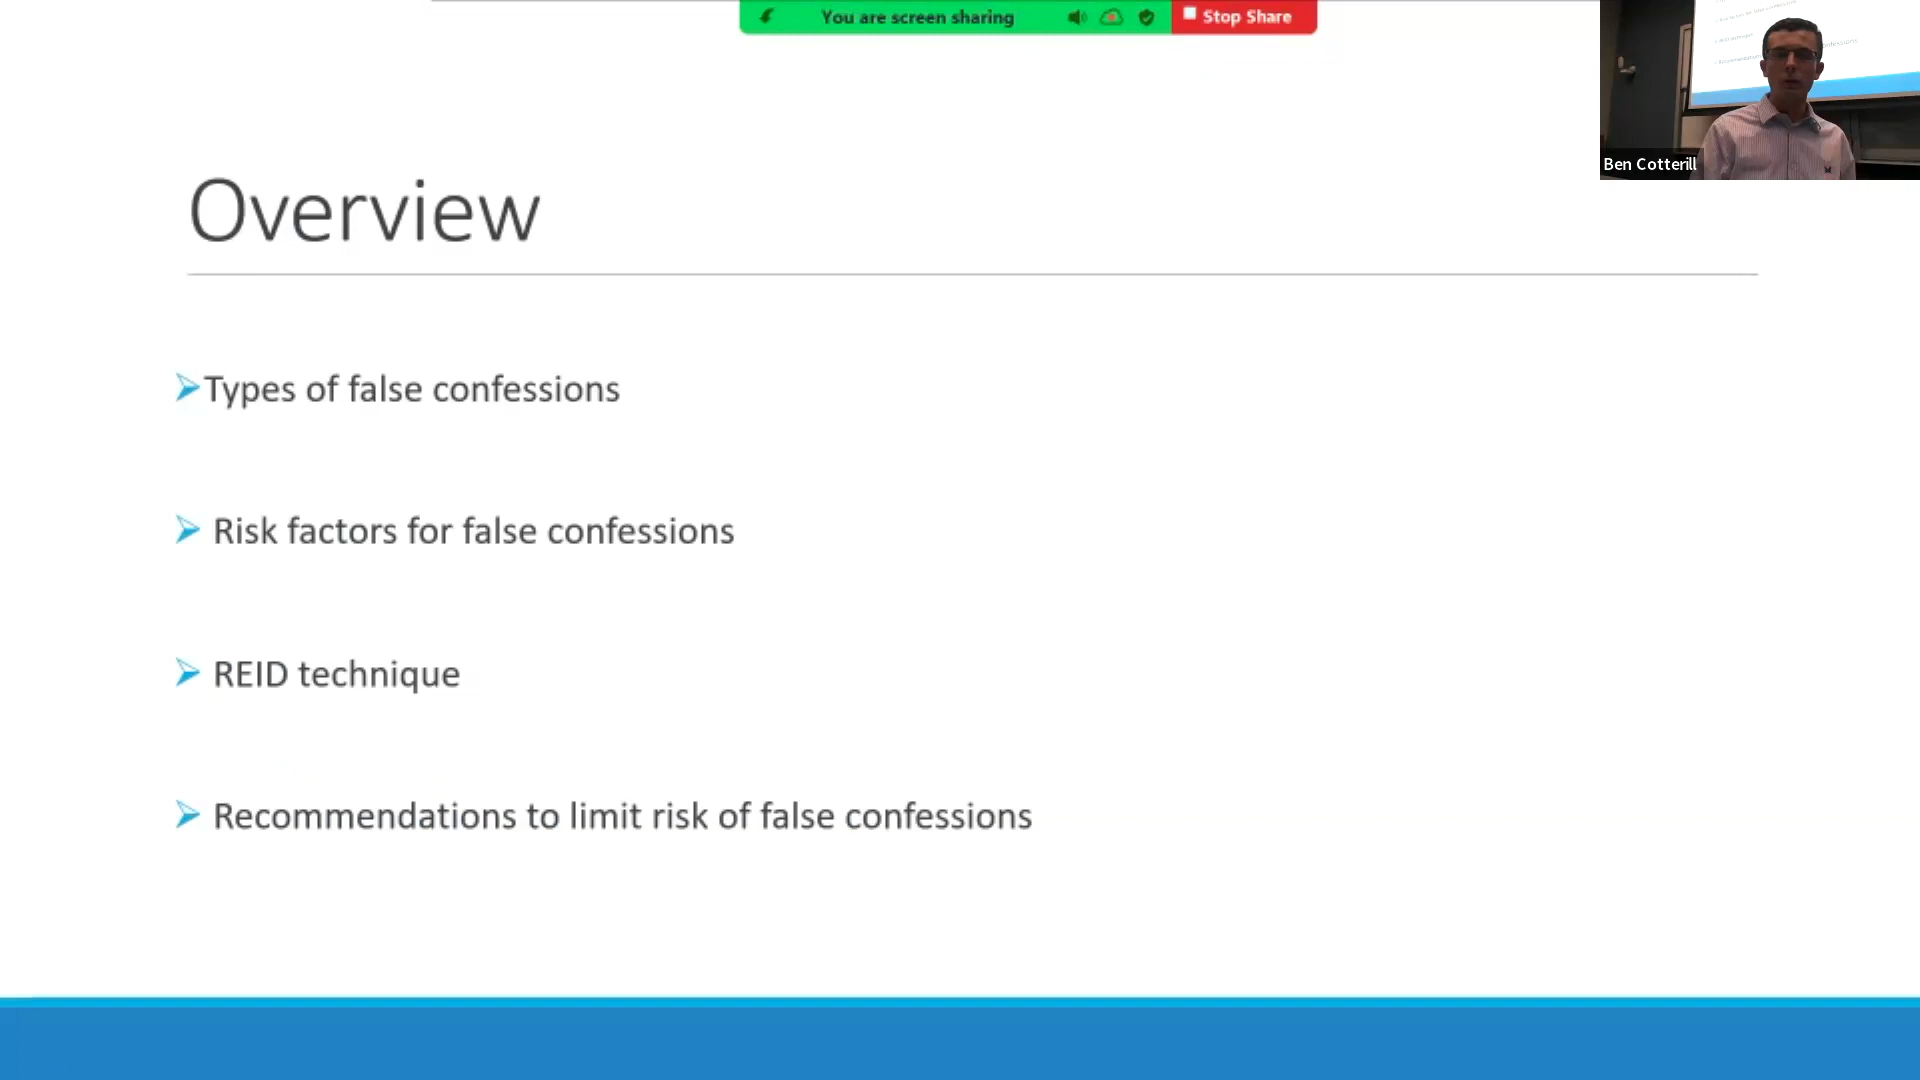 You are screen sharing
Stop Share
Ben Cotterill
Overview
Types of false confessions
Risk factors for false confessions
REID technique
Recommendations to limit risk of false confessions